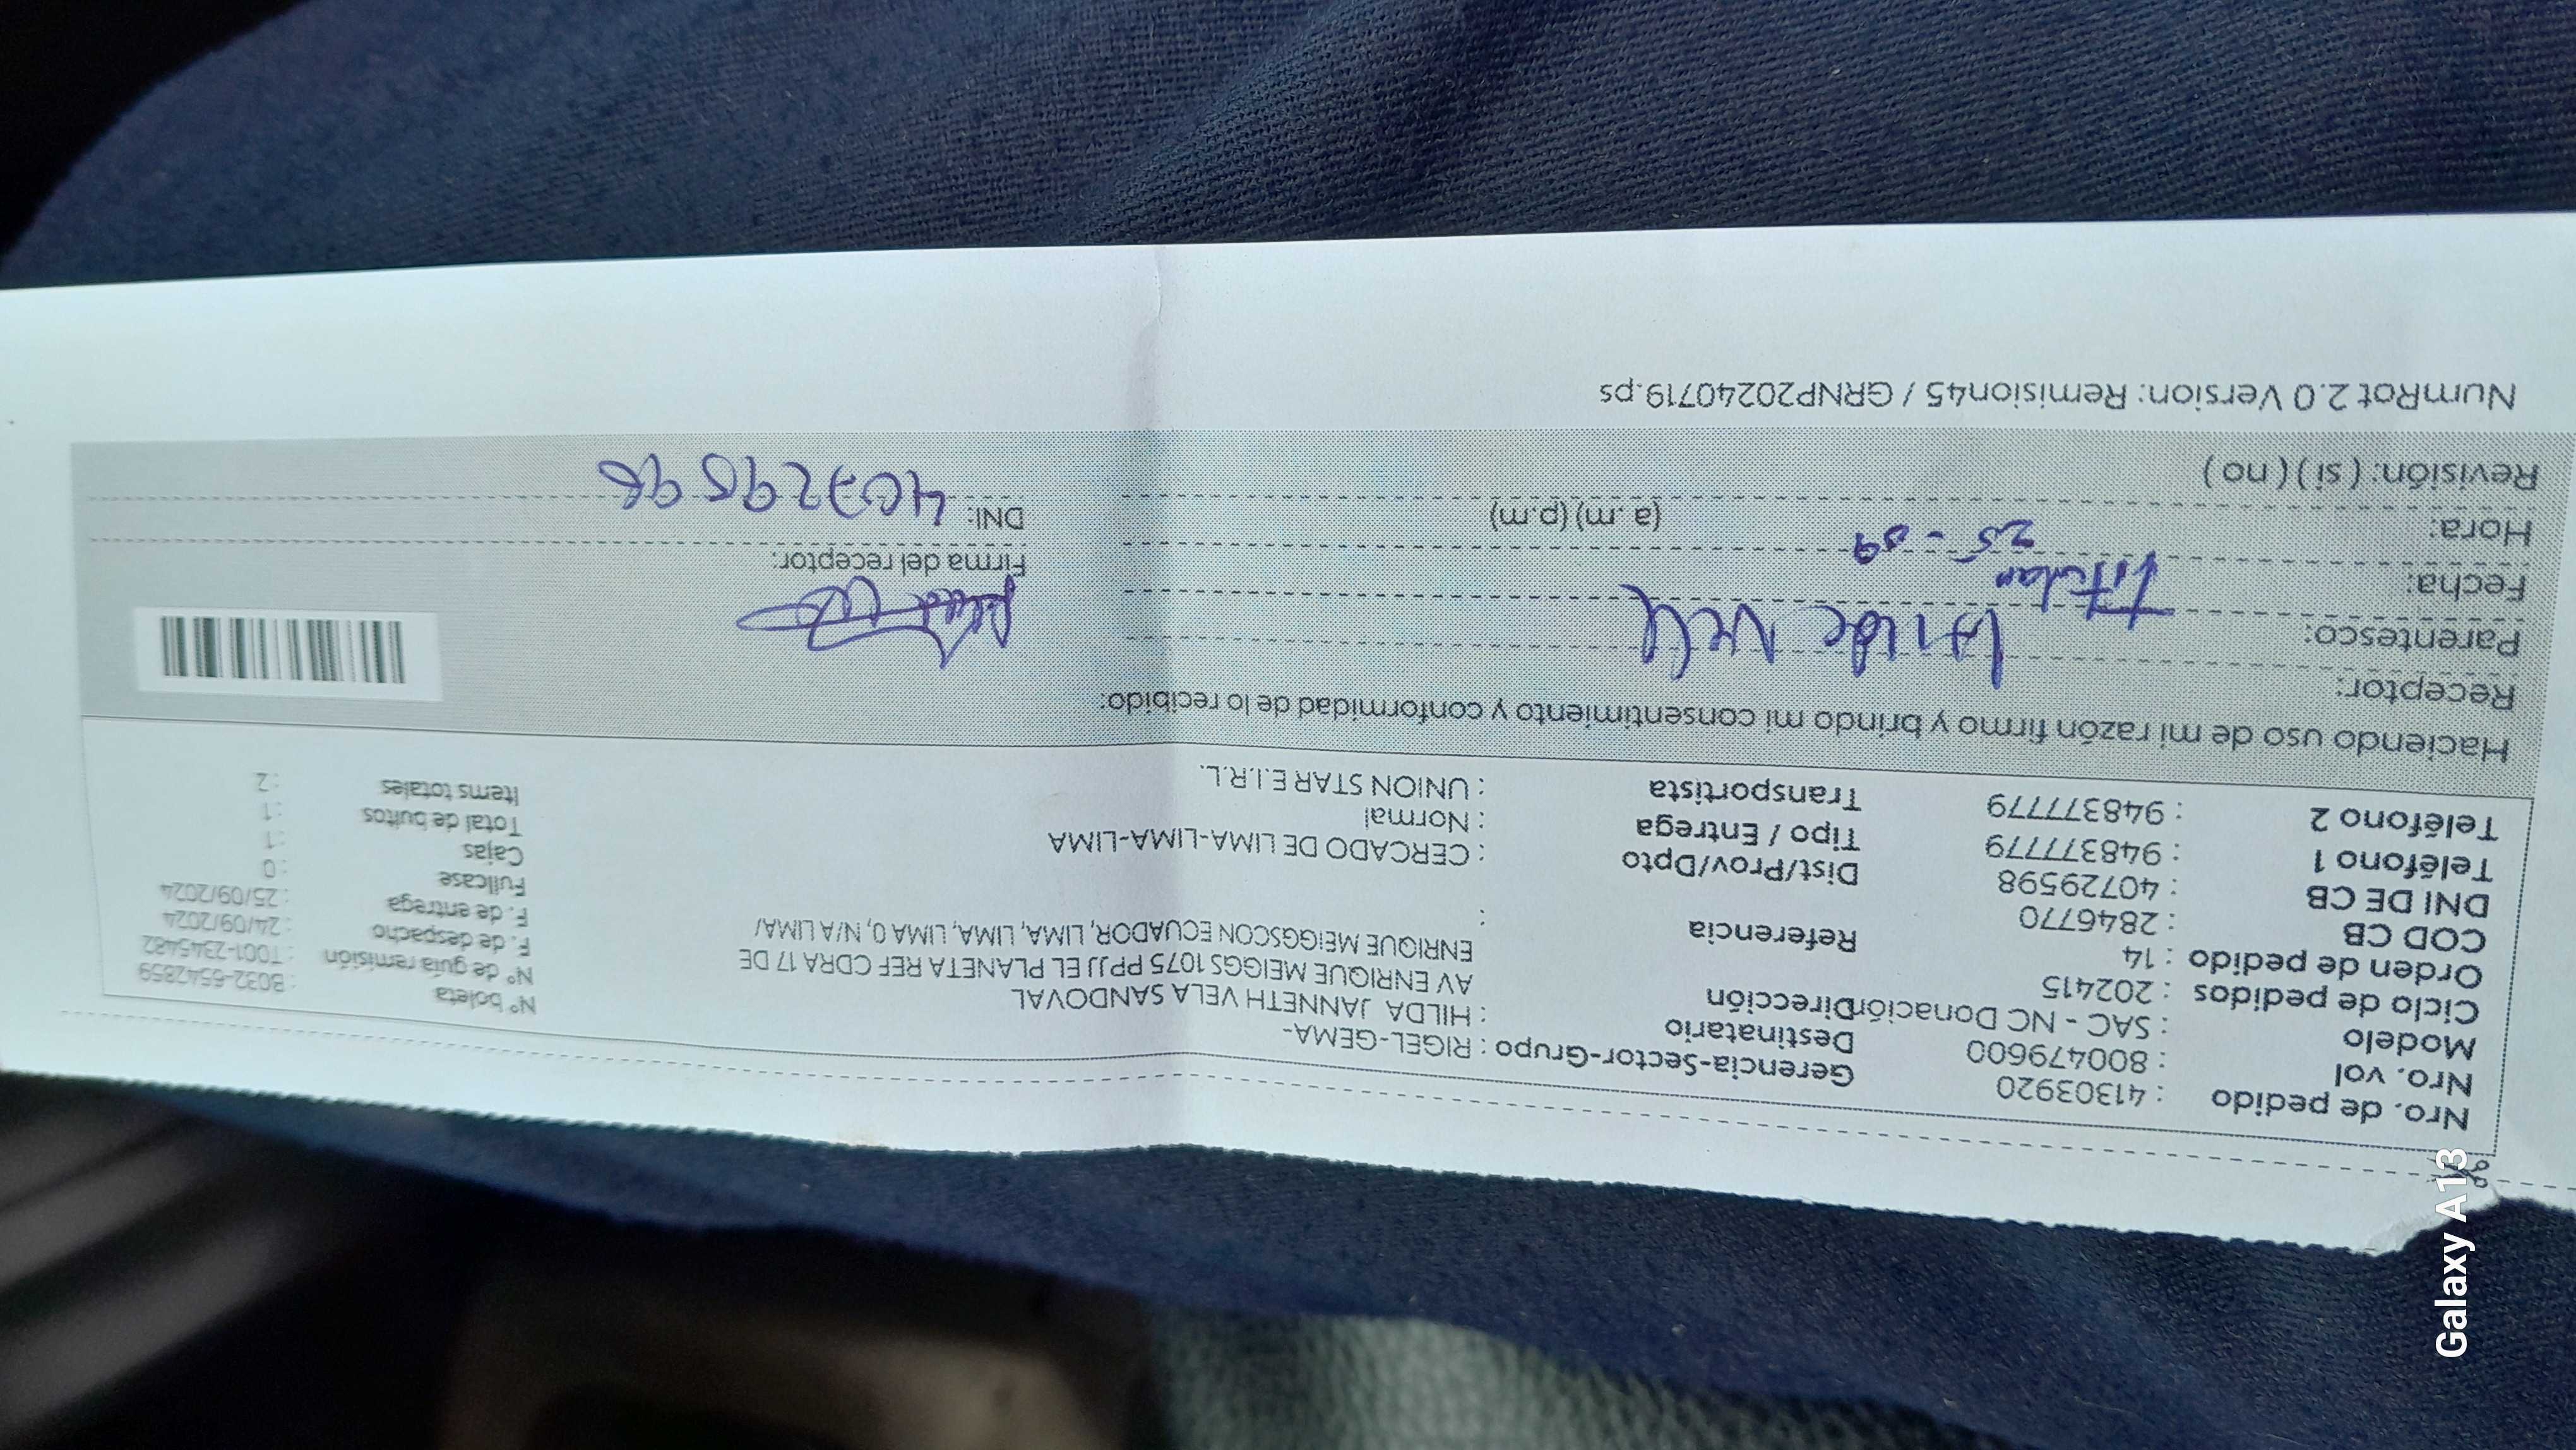 Nro. de pedido : 41303920
Nro. vol : 800479600
Modelo : SAC - NC Donación
Ciclo de pedidos : 202415
Orden de pedido : 14
COD CB : 2846770
DNI DE CB : 40729598
Teléfono 1 : 948377779
Teléfono 2 : 948377779
Gerencia-Sector-Grupo : RIGEL-GEMA-
Destinatario : HILDA JANNETH VELA SANDOVAL
Dirección AV ENRIQUE MEIGGS 1075 PPJJ EL PLANETA REF CDRA 17 DE
ENRIQUE MEIGGSCON ECUADOR, LIMA, LIMA, LIMA 0, N/A LIMA/
Referencia :
Dist/Prov/Dpto : CERCADO DE LIMA-LIMA-LIMA
Tipo / Entrega : Normal
Transportista : UNION STAR E.I.R.L.
N° boleta : B032-6542859
N° de guía remisión : T001-2345482
F. de despacho : 24/09/2024
F. de entrega : 25/09/2024
Fullcase : 0
Cajas : 1
Total de bultos : 1
Items totales : 2
Haciendo uso de mi razón firmo y brindo mi consentimiento y conformidad de lo recibido:
Receptor:
Parentesco: titular
Fecha: 25-09
Hora: (a.m) (p.m)
Revisión: ( si ) ( no )
Firma del receptor:
DNI: 40729598
NumRot 2.0 Version: Remision45 / GRNP20240719.ps
Galaxy A13